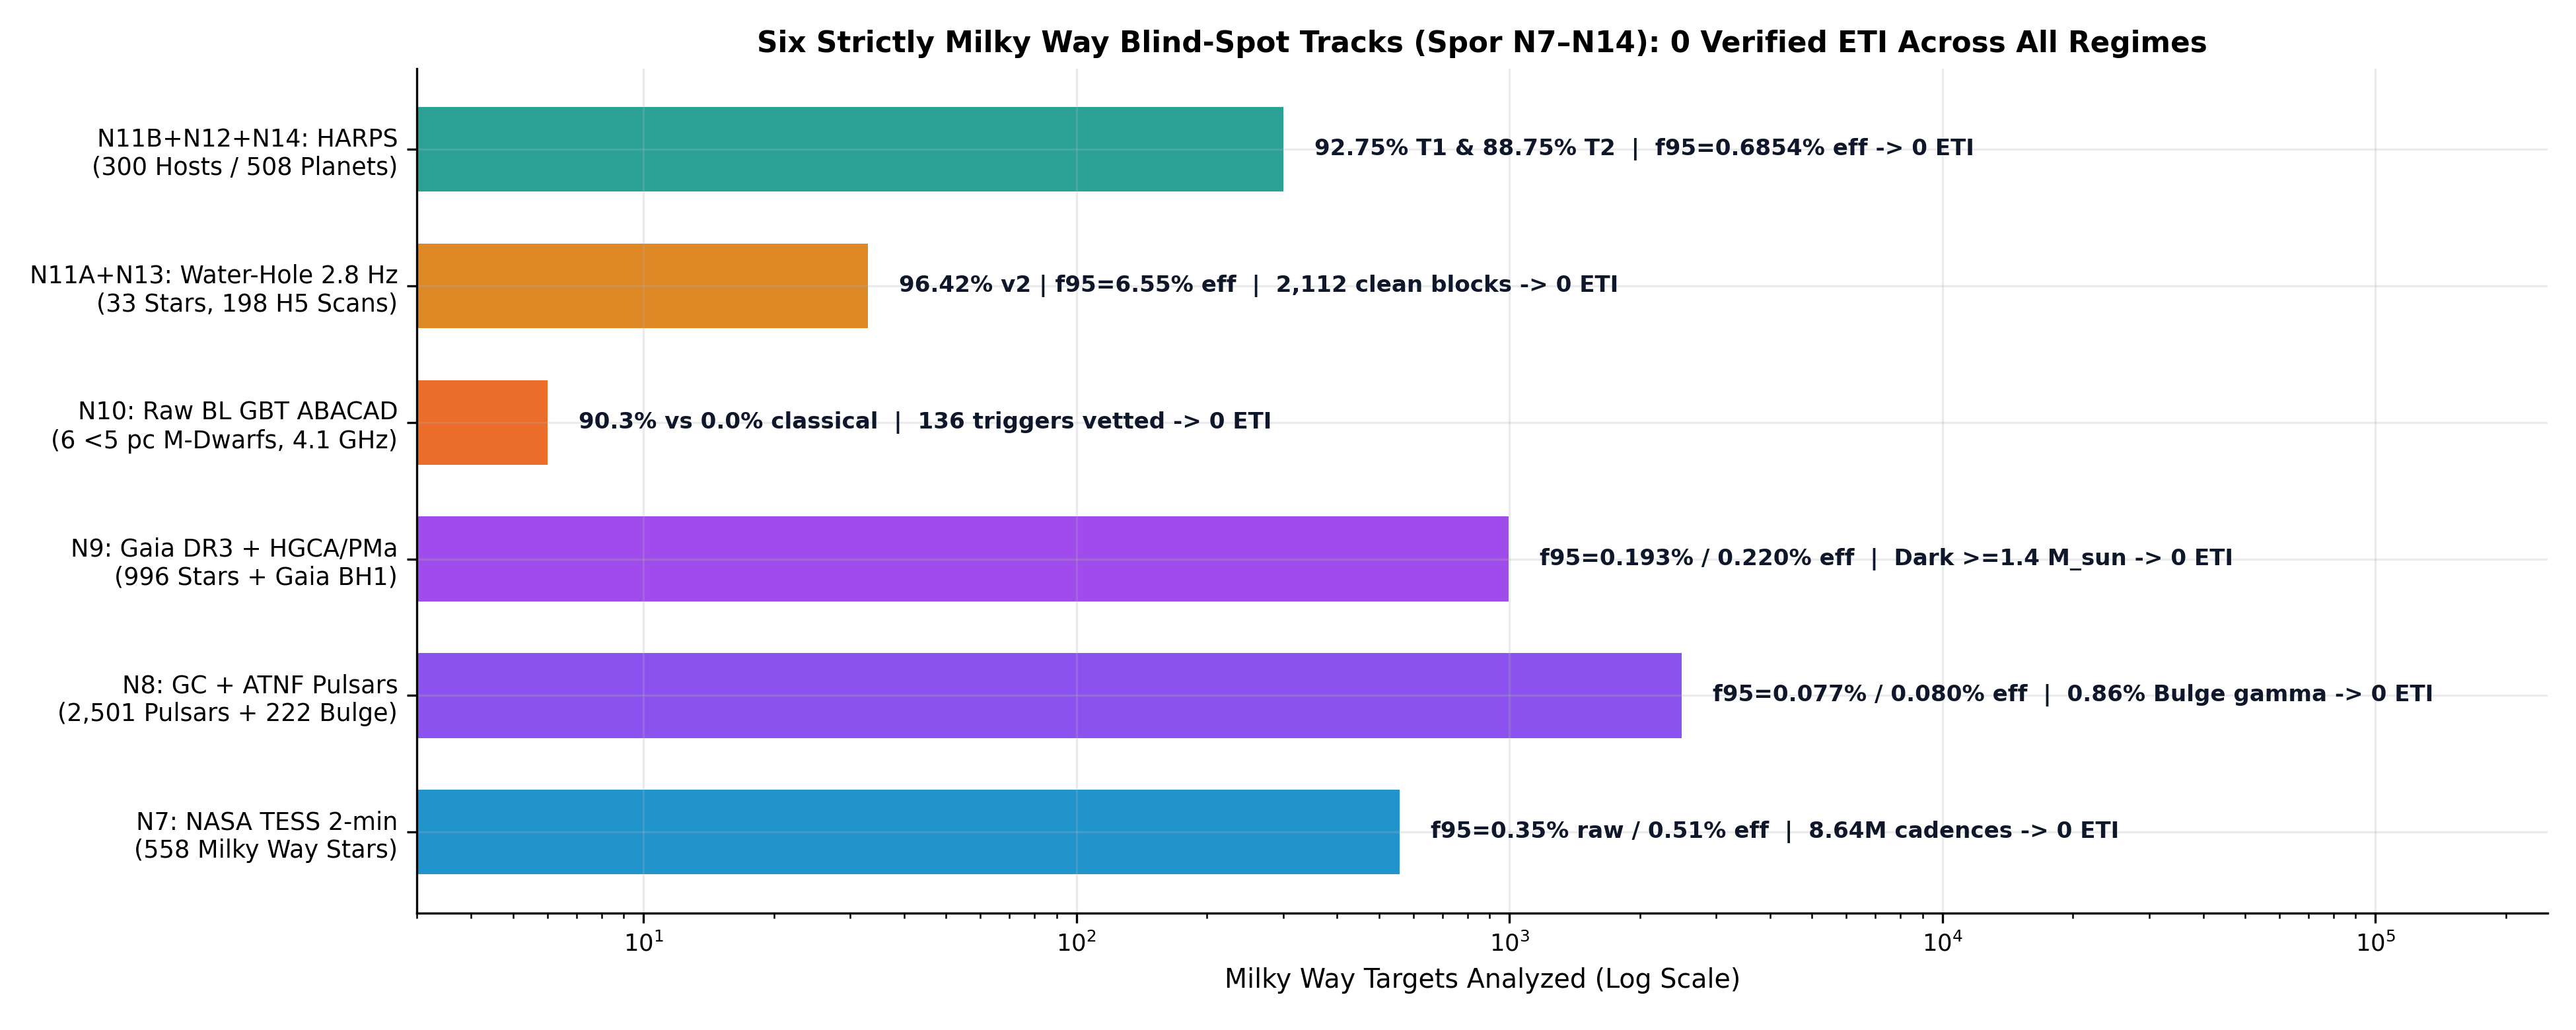 Six Strictly Milky Way Blind-Spot Tracks (Spor N7–N14): 0 Verified ETI Across All Regimes
N11B+N12+N14: HARPS
(300 Hosts / 508 Planets)
92.75% T1 & 88.75% T2 | f95=0.6854% eff -> 0 ETI
N11A+N13: Water-Hole 2.8 Hz
(33 Stars, 198 H5 Scans)
96.42% v2 | f95=6.55% eff | 2,112 clean blocks -> 0 ETI
N10: Raw BL GBT ABACAD
(6 <5 pc M-Dwarfs, 4.1 GHz)
90.3% vs 0.0% classical | 136 triggers vetted -> 0 ETI
N9: Gaia DR3 + HGCA/PMa
(996 Stars + Gaia BH1)
f95=0.193% / 0.220% eff | Dark >=1.4 M_sun -> 0 ETI
N8: GC + ATNF Pulsars
(2,501 Pulsars + 222 Bulge)
f95=0.077% / 0.080% eff | 0.86% Bulge gamma -> 0 ETI
N7: NASA TESS 2-min
(558 Milky Way Stars)
f95=0.35% raw / 0.51% eff | 8.64M cadences -> 0 ETI
10¹ 10² 10³ 10⁴ 10⁵
Milky Way Targets Analyzed (Log Scale)